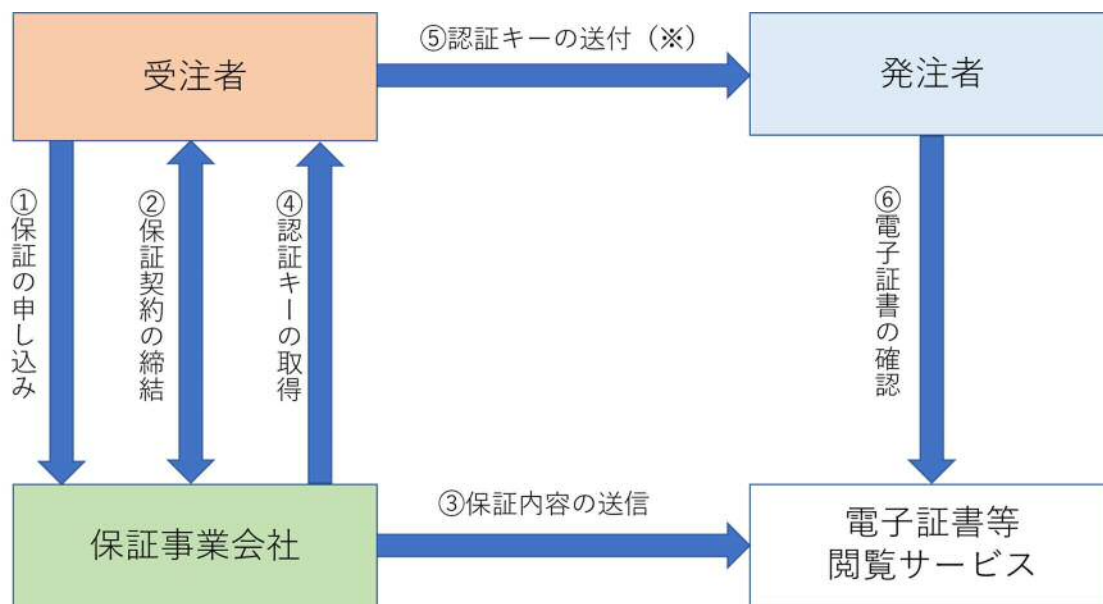 受注者
⑤認証キーの送付（※）
発注者
①保証の申し込み
②保証契約の締結
④認証キーの取得
⑥電子証書の確認
保証事業会社
③保証内容の送信
電子証書等
閲覧サービス